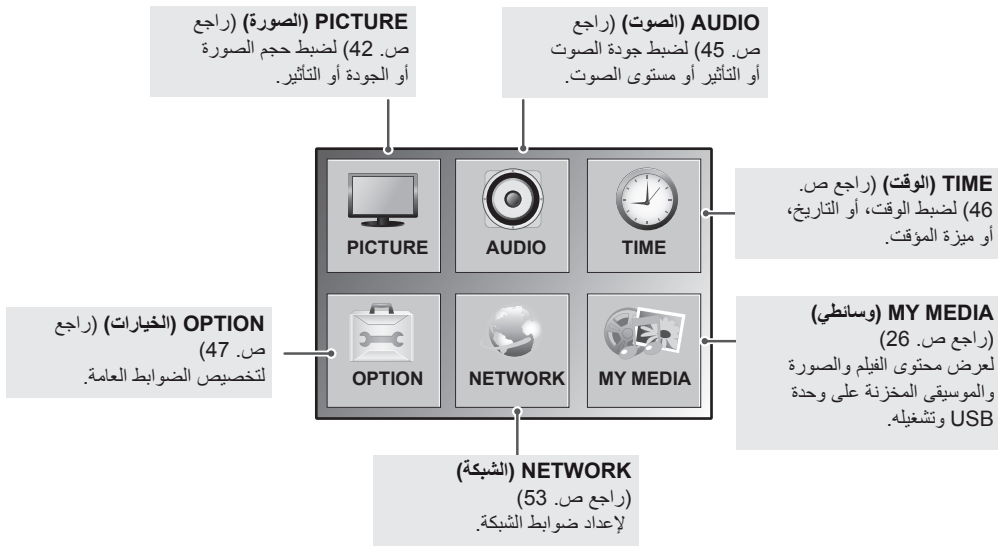 PICTURE (الصورة) (راجع
ص. 42) لضبط حجم الصورة
أو الجودة أو التأثير.
AUDIO (الصوت) (راجع
ص. 45) لضبط جودة الصوت
أو التأثير أو مستوى الصوت.
TIME (الوقت) (راجع ص.
46) لضبط الوقت، أو التاريخ،
أو ميزة المؤقت.
PICTURE
AUDIO
TIME
OPTION
NETWORK
MY MEDIA
OPTION (الخيارات) (راجع
ص. 47)
لتخصيص الضوابط العامة.
MY MEDIA (وسائطي)
(راجع ص. 26)
لعرض محتوى الفيلم والصورة
والموسيقى المخزنة على وحدة
USB وتشغيله.
NETWORK (الشبكة)
(راجع ص. 53)
لإعداد ضوابط الشبكة.